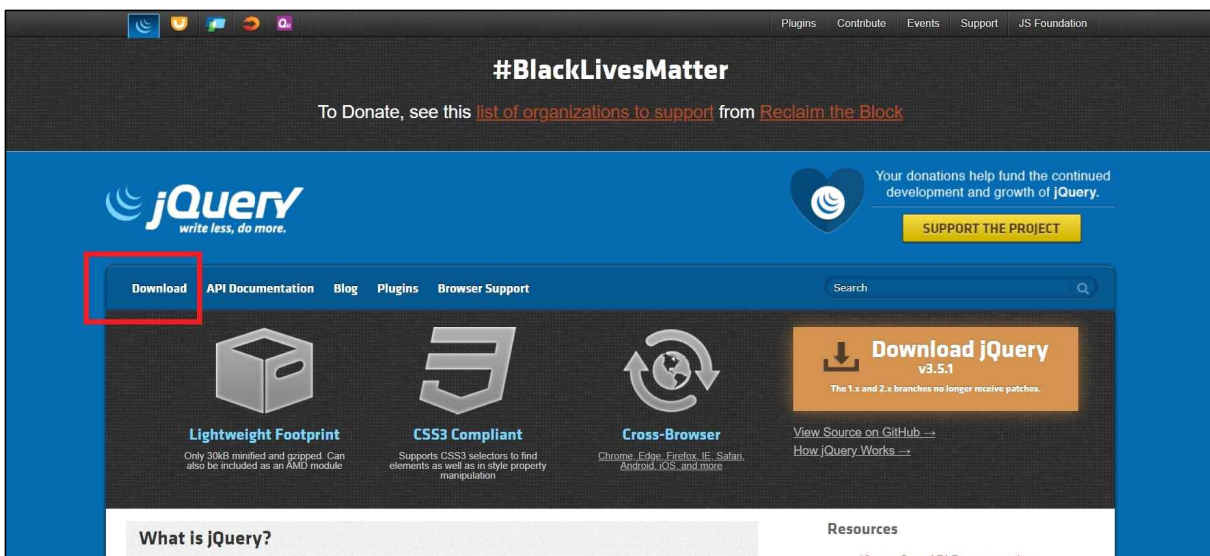 Plugins Contribute Events Support JS Foundation
#BlackLivesMatter
To Donate, see this list of organizations to support from Reclaim the Block
jQuery
write less, do more.
Your donations help fund the continued
development and growth of jQuery.
SUPPORT THE PROJECT
Download API Documentation Blog Plugins Browser Support
Search
Lightweight Footprint
Only 30kB minified and gzipped. Can
also be included as an AMD module
CSS3 Compliant
Supports CSS3 selectors to find
elements as well as in style property
manipulation
Cross-Browser
Chrome, Edge, Firefox, IE, Safari,
Android, iOS, and more
Download jQuery
v3.5.1
The 1.x and 2.x branches no longer receive patches.
View Source on GitHub →
How jQuery Works →
What is jQuery?
Resources